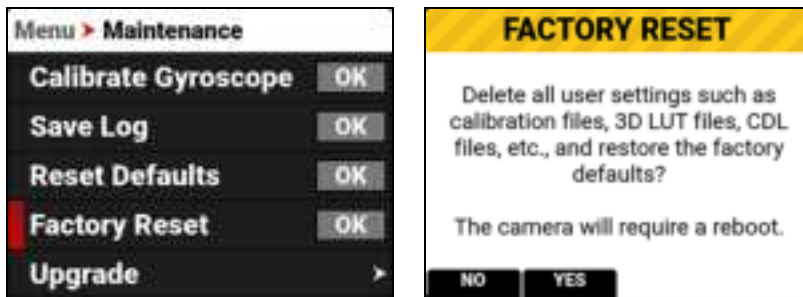 Menu > Maintenance
Calibrate Gyroscope OK
Save Log OK
Reset Defaults OK
Factory Reset OK
Upgrade >
FACTORY RESET
Delete all user settings such as
calibration files, 3D LUT files, CDL
files, etc., and restore the factory
defaults?
The camera will require a reboot.
NO YES